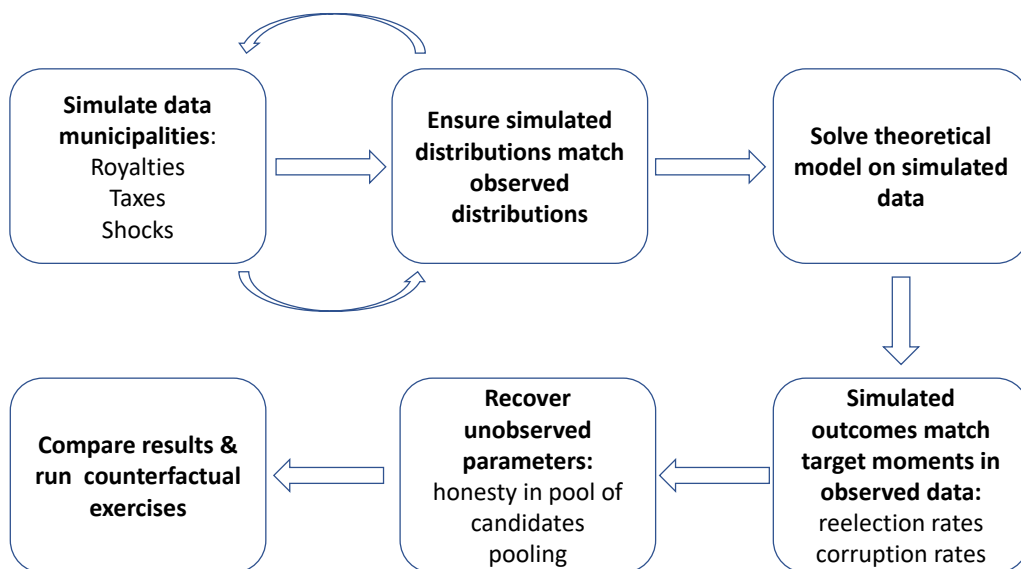 Simulate data
municipalities:
Royalties
Taxes
Shocks
Ensure simulated
distributions match
observed
distributions
Solve theoretical
model on simulated
data
Simulated
outcomes match
target moments in
observed data:
reelection rates
corruption rates
Recover
unobserved
parameters:
honesty in pool of
candidates
pooling
Compare results &
run counterfactual
exercises